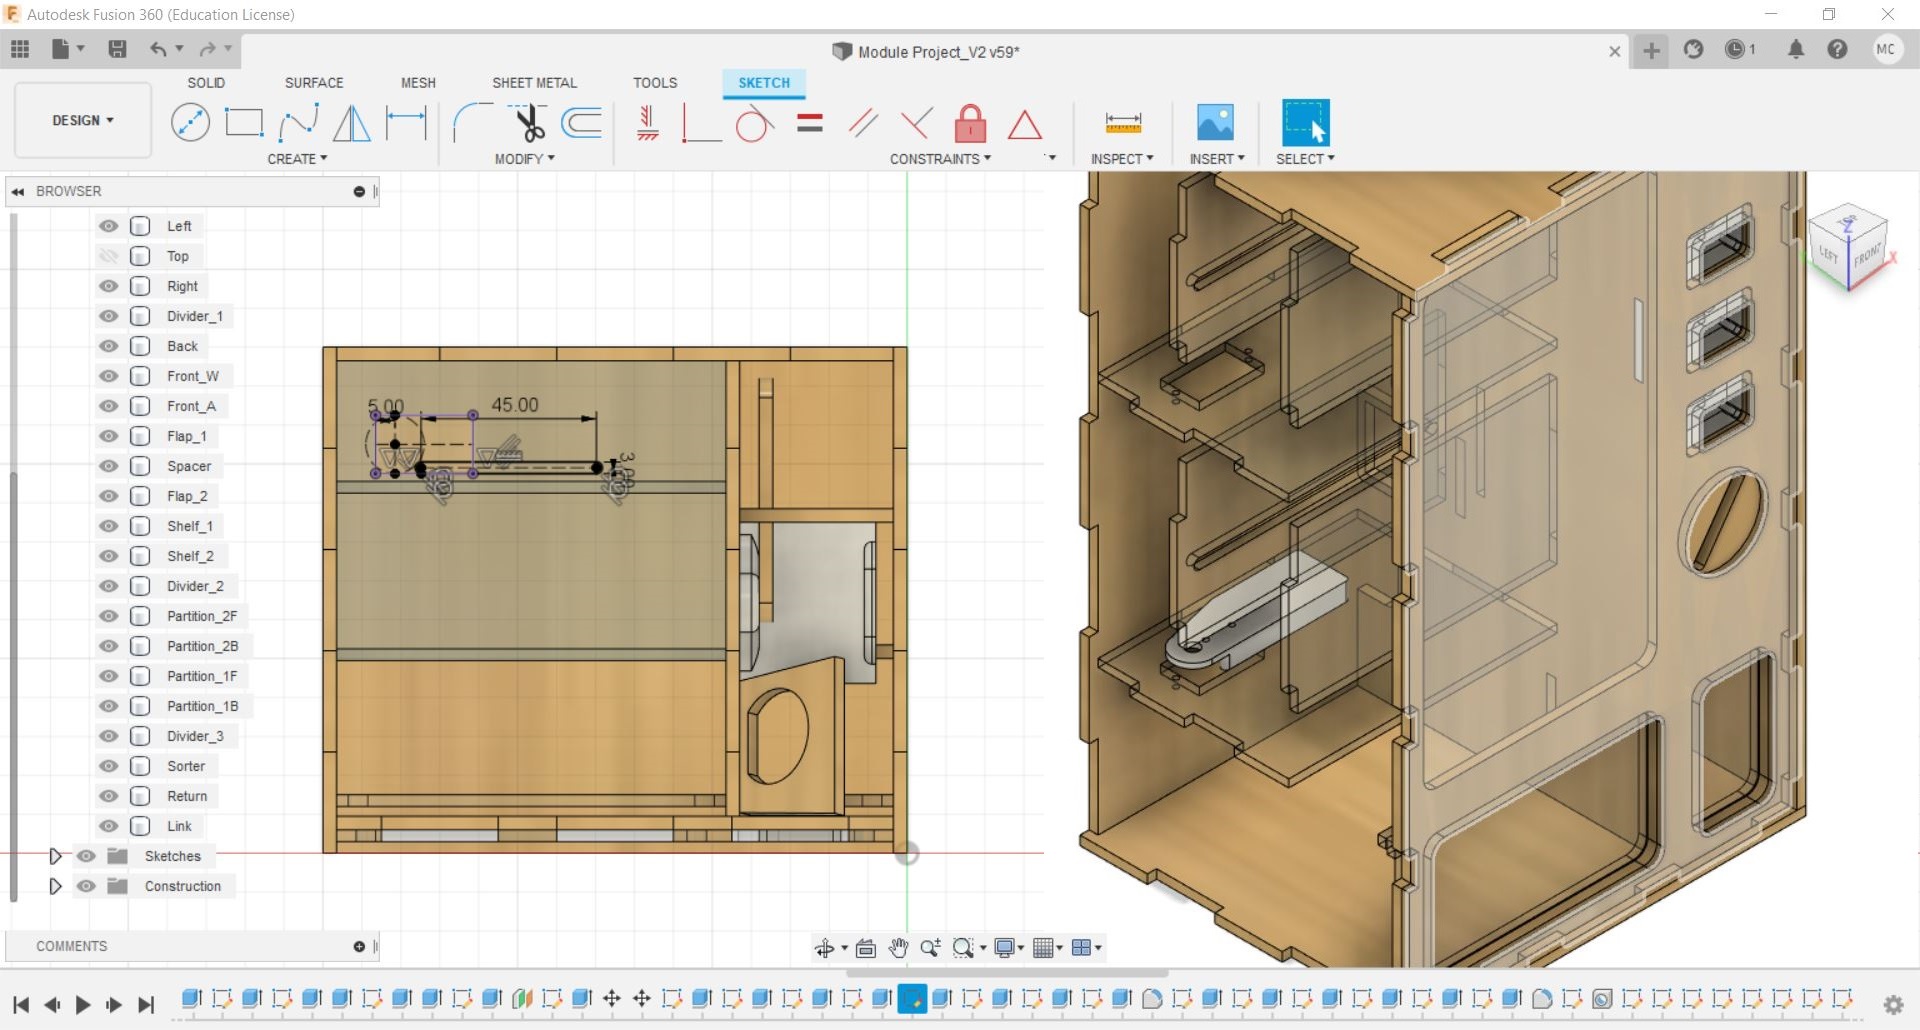 Autodesk Fusion 360 (Education License)
Module Project_V2 v59*
1
MC
DESIGN
SOLID
SURFACE
MESH
SHEET METAL
TOOLS
SKETCH
CREATE
MODIFY
CONSTRAINTS
INSPECT
INSERT
SELECT
BROWSER
Left
Top
Right
Divider_1
Back
Front_W
Front_A
Flap_1
Spacer
Flap_2
Shelf_1
Shelf_2
Divider_2
Partition_2F
Partition_2B
Partition_1F
Partition_1B
Divider_3
Sorter
Return
Link
Sketches
Construction
COMMENTS
5.00
45.00
TOP
Z
LEFT
FRONT
X